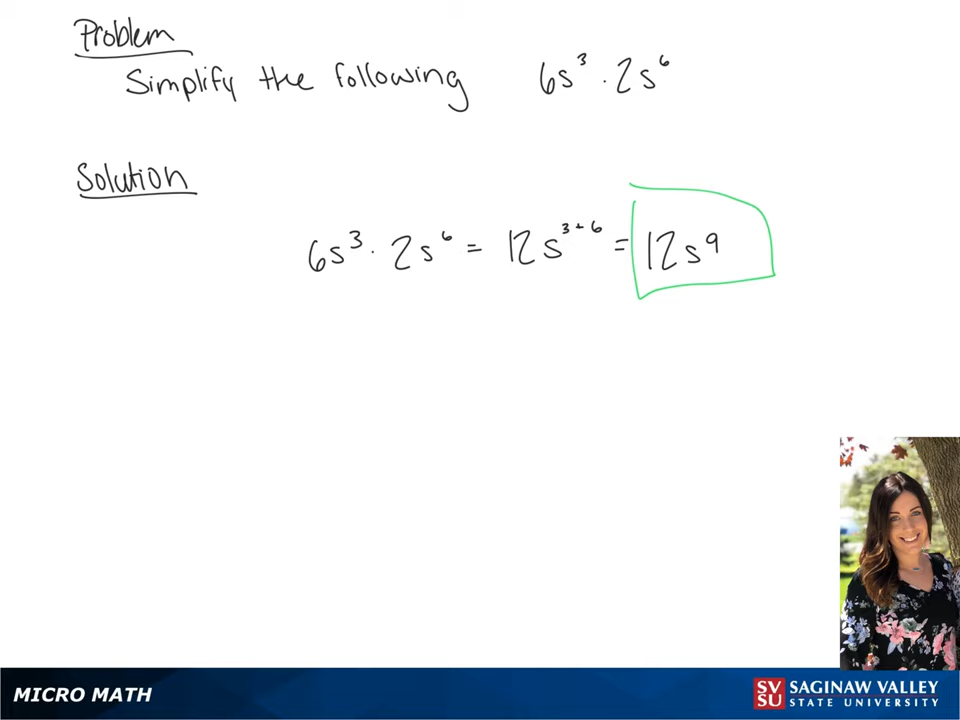 Problem
Simplify the following 6s³ · 2s⁶
Solution
6s³ · 2s⁶ = 12s³⁺⁶ = 12s⁹
MICRO MATH
SV SU SAGINAW VALLEY
STATE UNIVERSITY